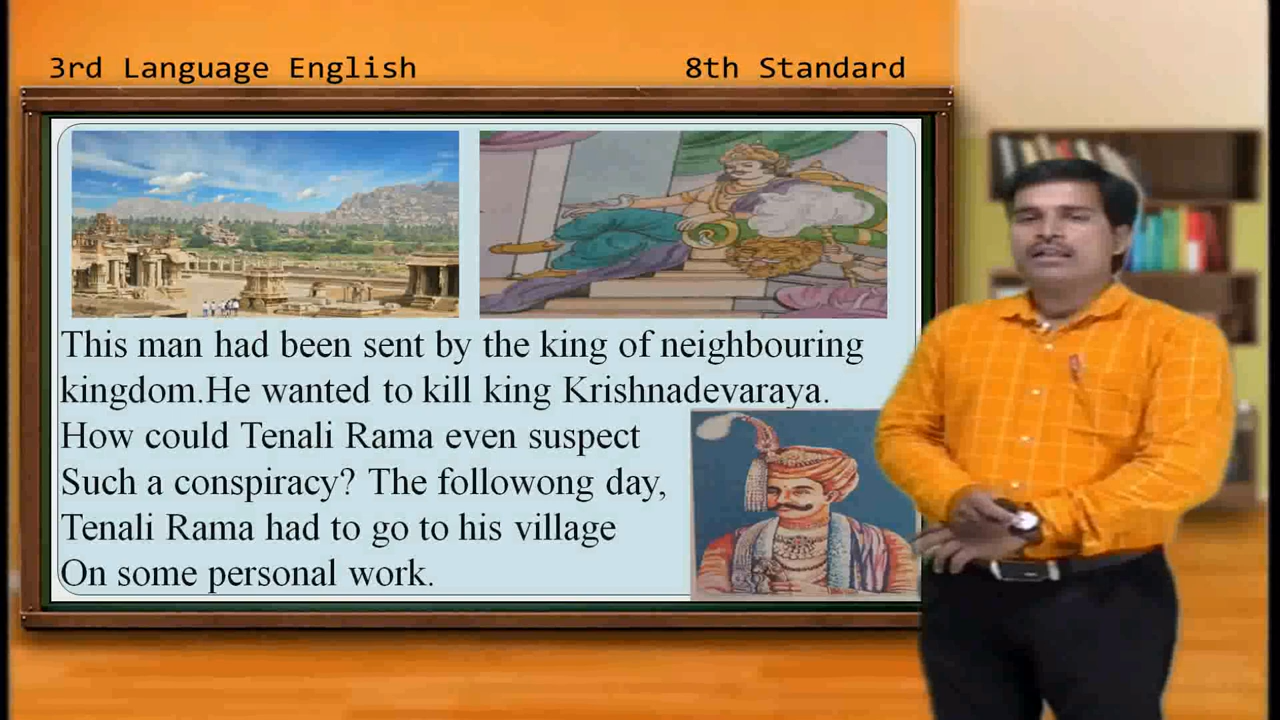 3rd Language English
8th Standard
This man had been sent by the king of neighbouring
kingdom.He wanted to kill king Krishnadevaraya.
How could Tenali Rama even suspect
Such a conspiracy? The followong day,
Tenali Rama had to go to his village
On some personal work.